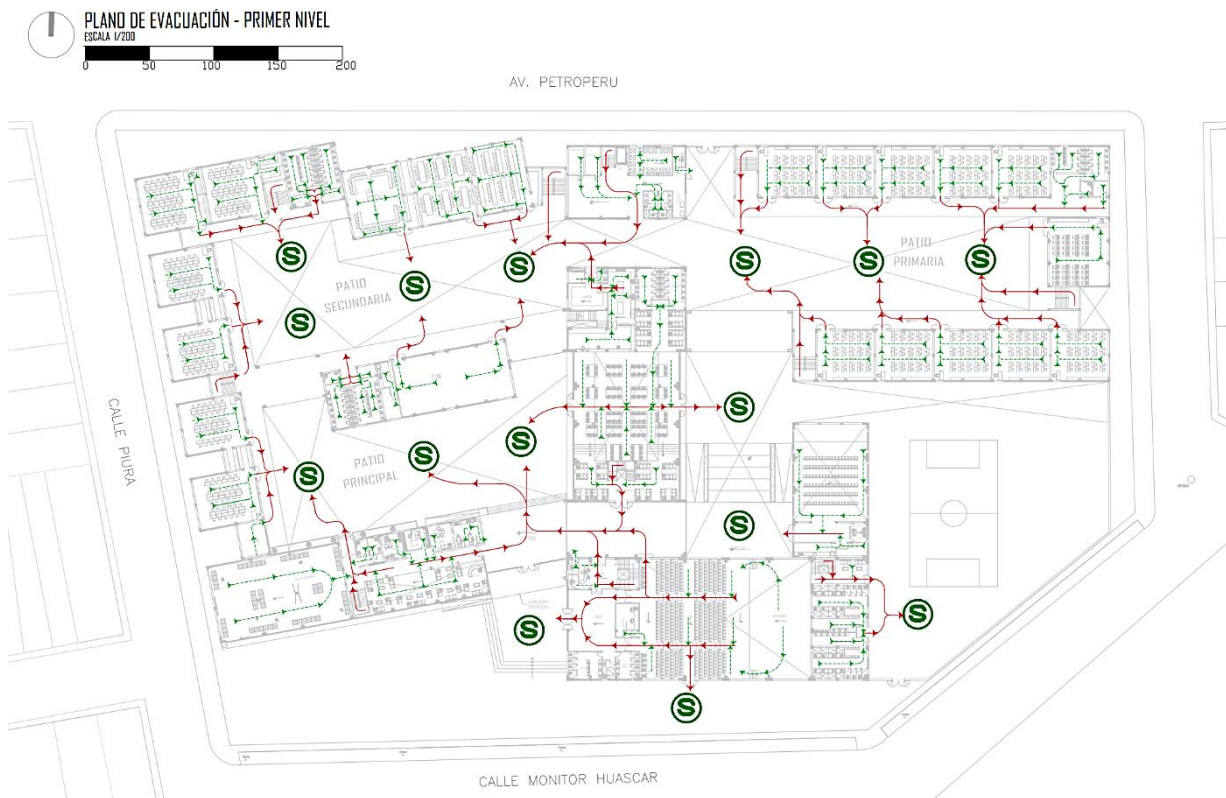 PLANO DE EVACUACIÓN - PRIMER NIVEL
ESCALA 1/200
0 50 100 150 200
AV. PETROPERU
S
S
S
S
S
S
PATIO
PRIMARIA
PATIO
SECUNDARIA
S
S
S
S
S
S
PATIO
PRINCIPAL
CALLE PIURA
S
S
S
S
CALLE MONITOR HUASCAR